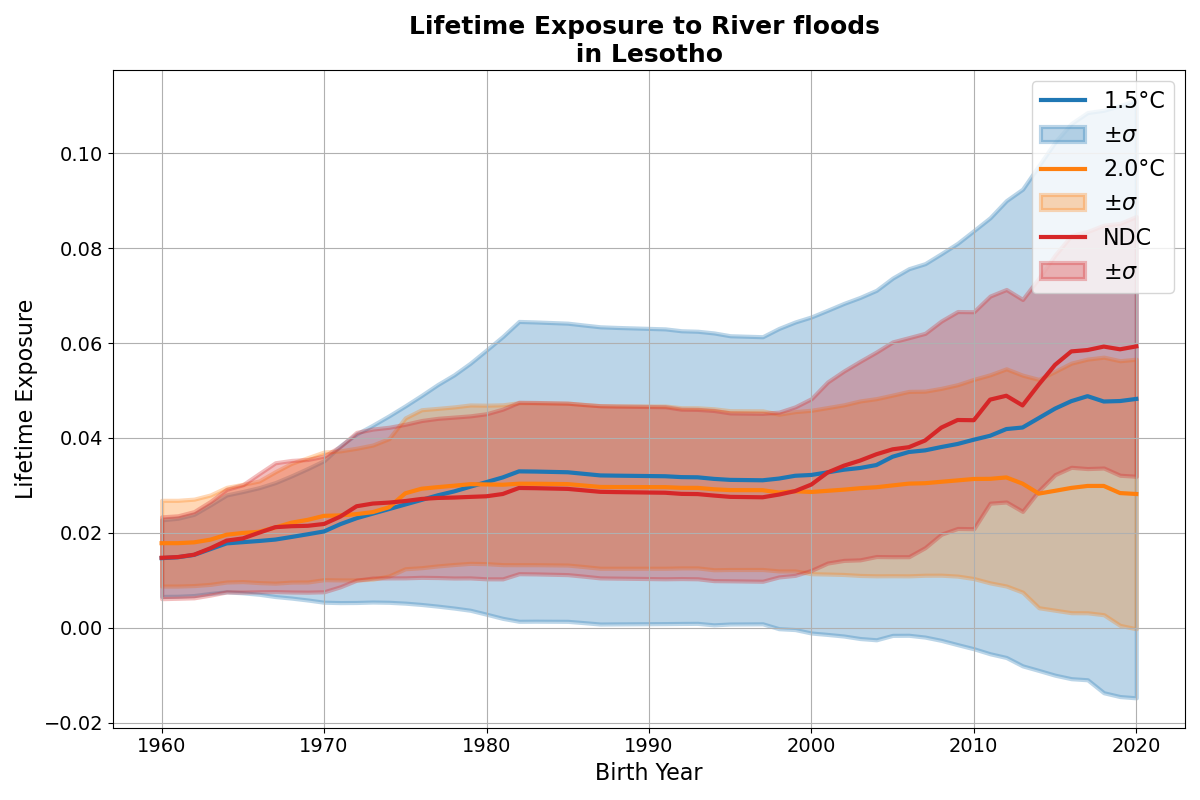 Lifetime Exposure to River floods
in Lesotho
Lifetime Exposure
0.10
0.08
0.06
0.04
0.02
0.00
−0.02
1960
1970
1980
1990
2000
2010
2020
Birth Year
1.5°C
±σ
2.0°C
±σ
NDC
±σ